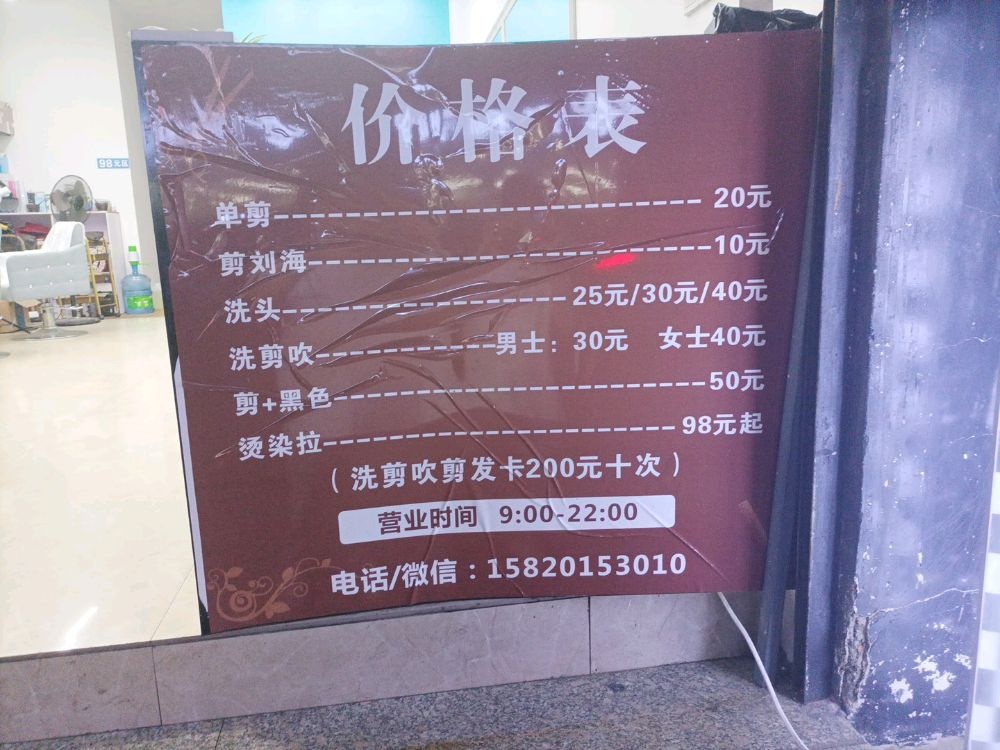 98元区
价格表
单剪---------------------- 20元
剪刘海----------------------10元
洗头---------------- 25元/30元/40元
洗剪吹-----------男士：30元 女士40元
剪+黑色---------------------50元
烫染拉-------------------- 98元起
（洗剪吹剪发卡200元十次）
营业时间 9:00-22:00
电话/微信：15820153010